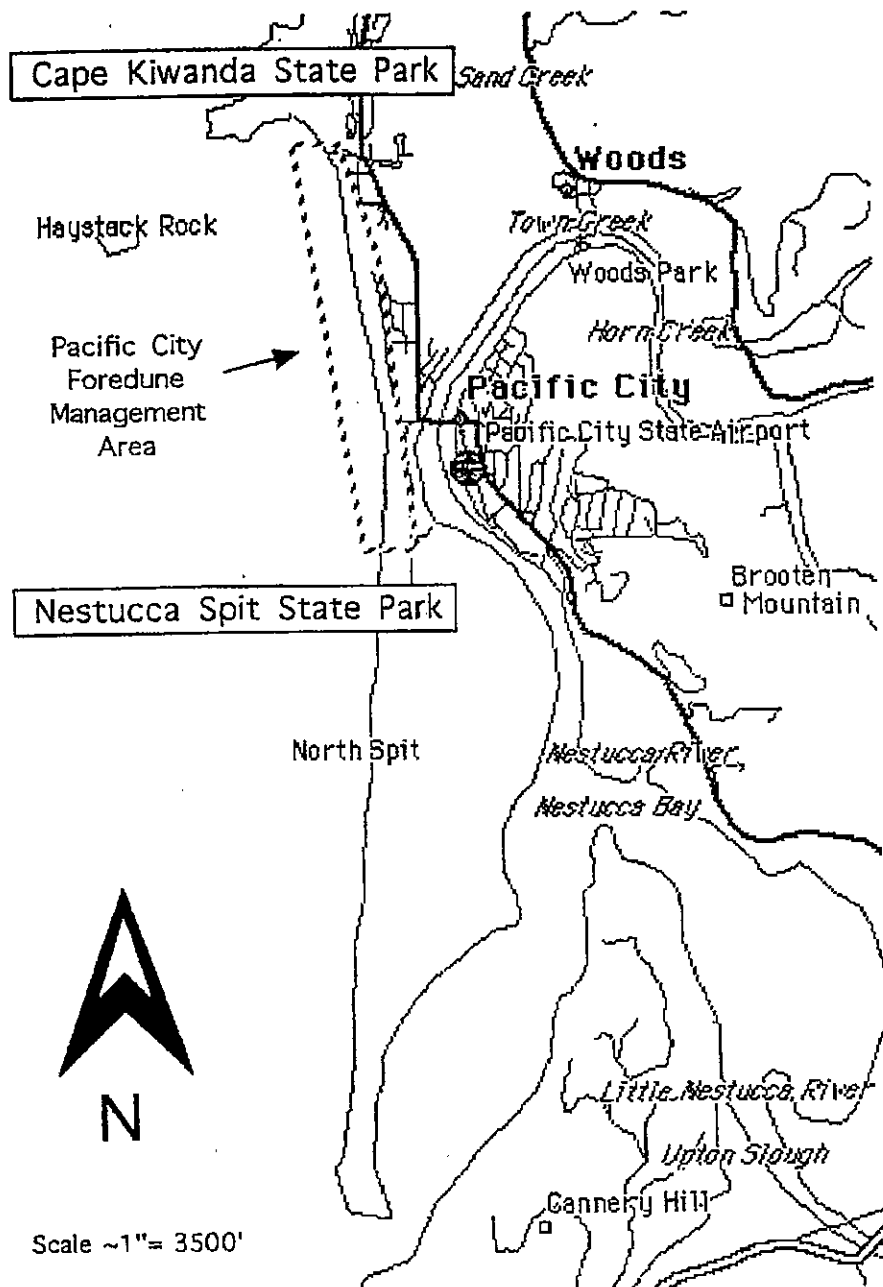 Cape Kiwanda State Park
Sand Creek
Woods
Haystack Rock
Town Creek
Woods Park
Horn Creek
Pacific City
Foredune
Management
Area
Pacific City
Pacific City State Airport
Brooten
Mountain
Nestucca Spit State Park
North Spit
Nestucca River
Nestucca Bay
N
Little Nestucca River
Upton Slough
Cannery Hill
Scale ~1"= 3500'